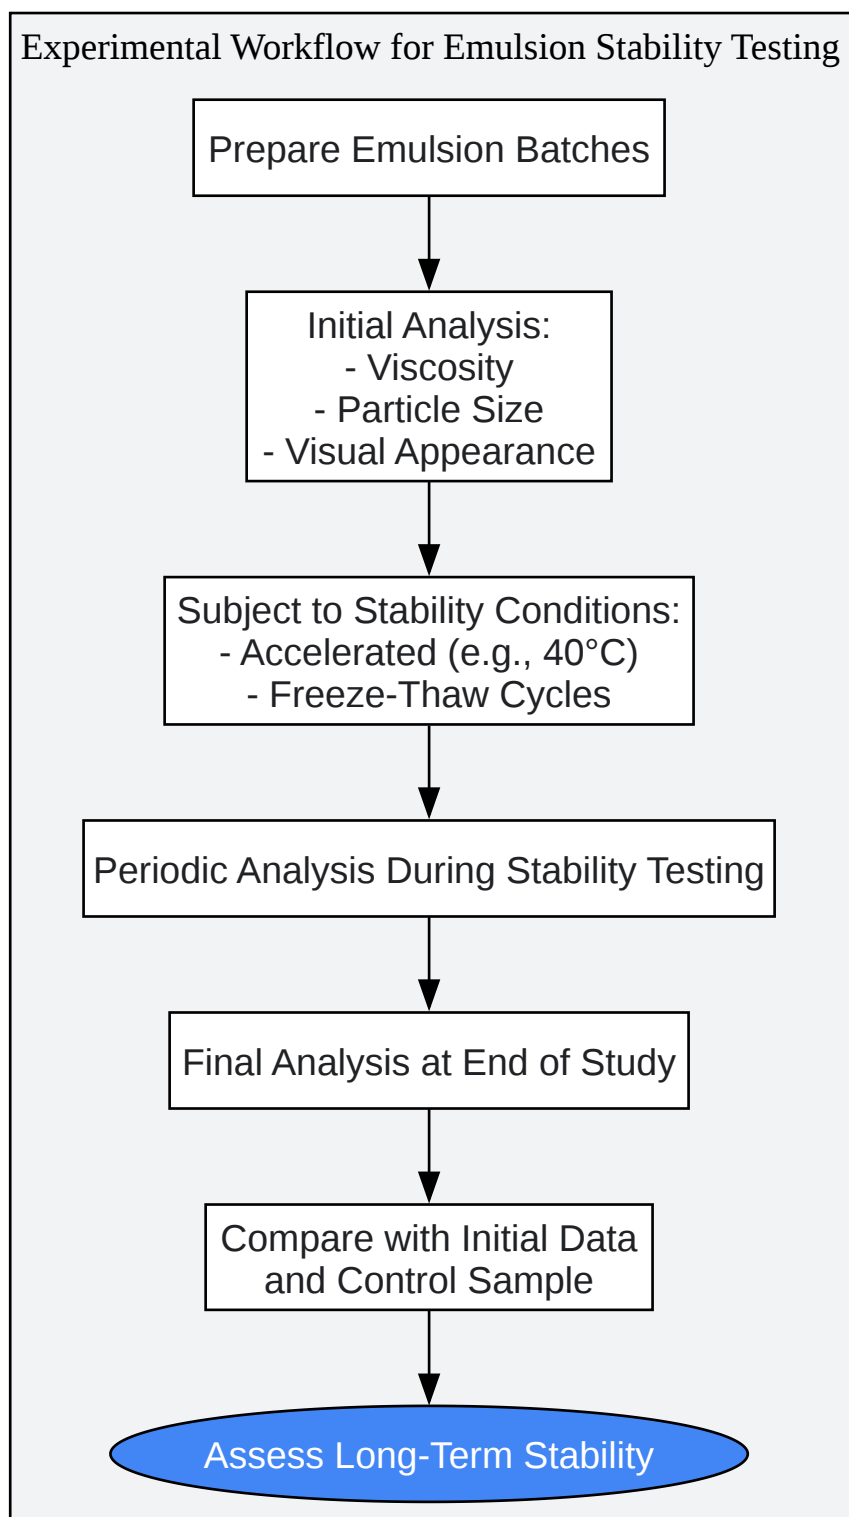 Experimental Workflow for Emulsion Stability Testing
Prepare Emulsion Batches
Initial Analysis:
- Viscosity
- Particle Size
- Visual Appearance
Subject to Stability Conditions:
- Accelerated (e.g., 40°C)
- Freeze-Thaw Cycles
Periodic Analysis During Stability Testing
Final Analysis at End of Study
Compare with Initial Data
and Control Sample
Assess Long-Term Stability